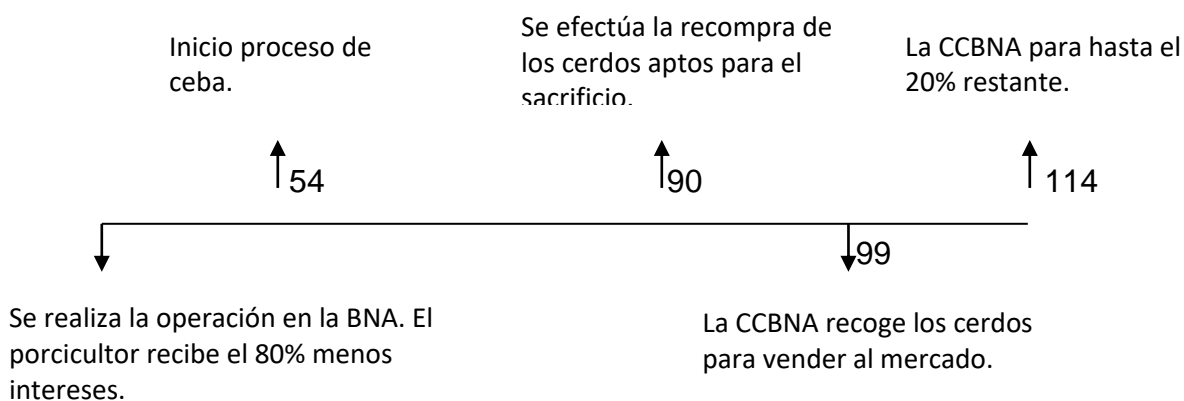 Inicio proceso de
ceba.
Se efectúa la recompra de
los cerdos aptos para el
sacrificio.
La CCBNA para hasta el
20% restante.
54
90
114
99
Se realiza la operación en la BNA. El
porcicultor recibe el 80% menos
intereses.
La CCBNA recoge los cerdos
para vender al mercado.